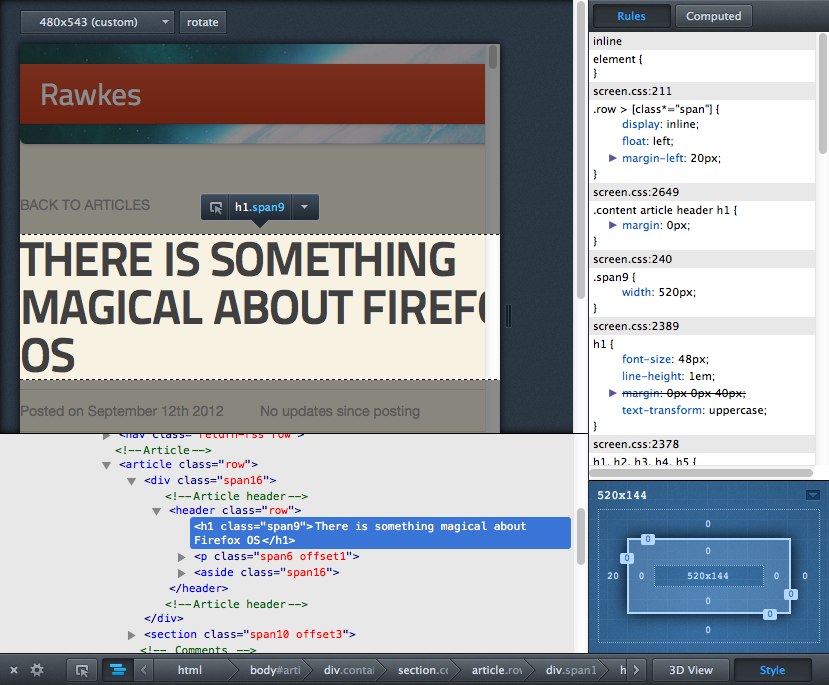 480x543 (custom)
rotate
Rawkes
BACK TO ARTICLES
h1.span9
THERE IS SOMETHING
MAGICAL ABOUT FIREFO
OS
Posted on September 12th 2012
No updates since posting
<nav class="return-rss row">
<!--Article-->
<article class="row">
<div class="span16">
<!--Article header-->
<header class="row">
<h1 class="span9">There is something magical about
Firefox OS</h1>
<p class="span6 offset1">
<aside class="span16">
</header>
<!--Article header-->
</div>
<section class="span10 offset3">
<!-- Comments -->
html
body#arti
div.contai
section.co
article.row
div.span1
h
3D View
Style
Rules
Computed
inline
element {
}
screen.css:211
.row > [class*="span"] {
display: inline;
float: left;
margin-left: 20px;
}
screen.css:2649
.content article header h1 {
margin: 0px;
}
screen.css:240
.span9 {
width: 520px;
}
screen.css:2389
h1 {
font-size: 48px;
line-height: 1em;
margin: 0px 0px 40px;
text-transform: uppercase;
}
screen.css:2378
h1, h2, h3, h4, h5 {
520x144
0
0
0
0
20
0
520x144
0
0
0
0
0
0